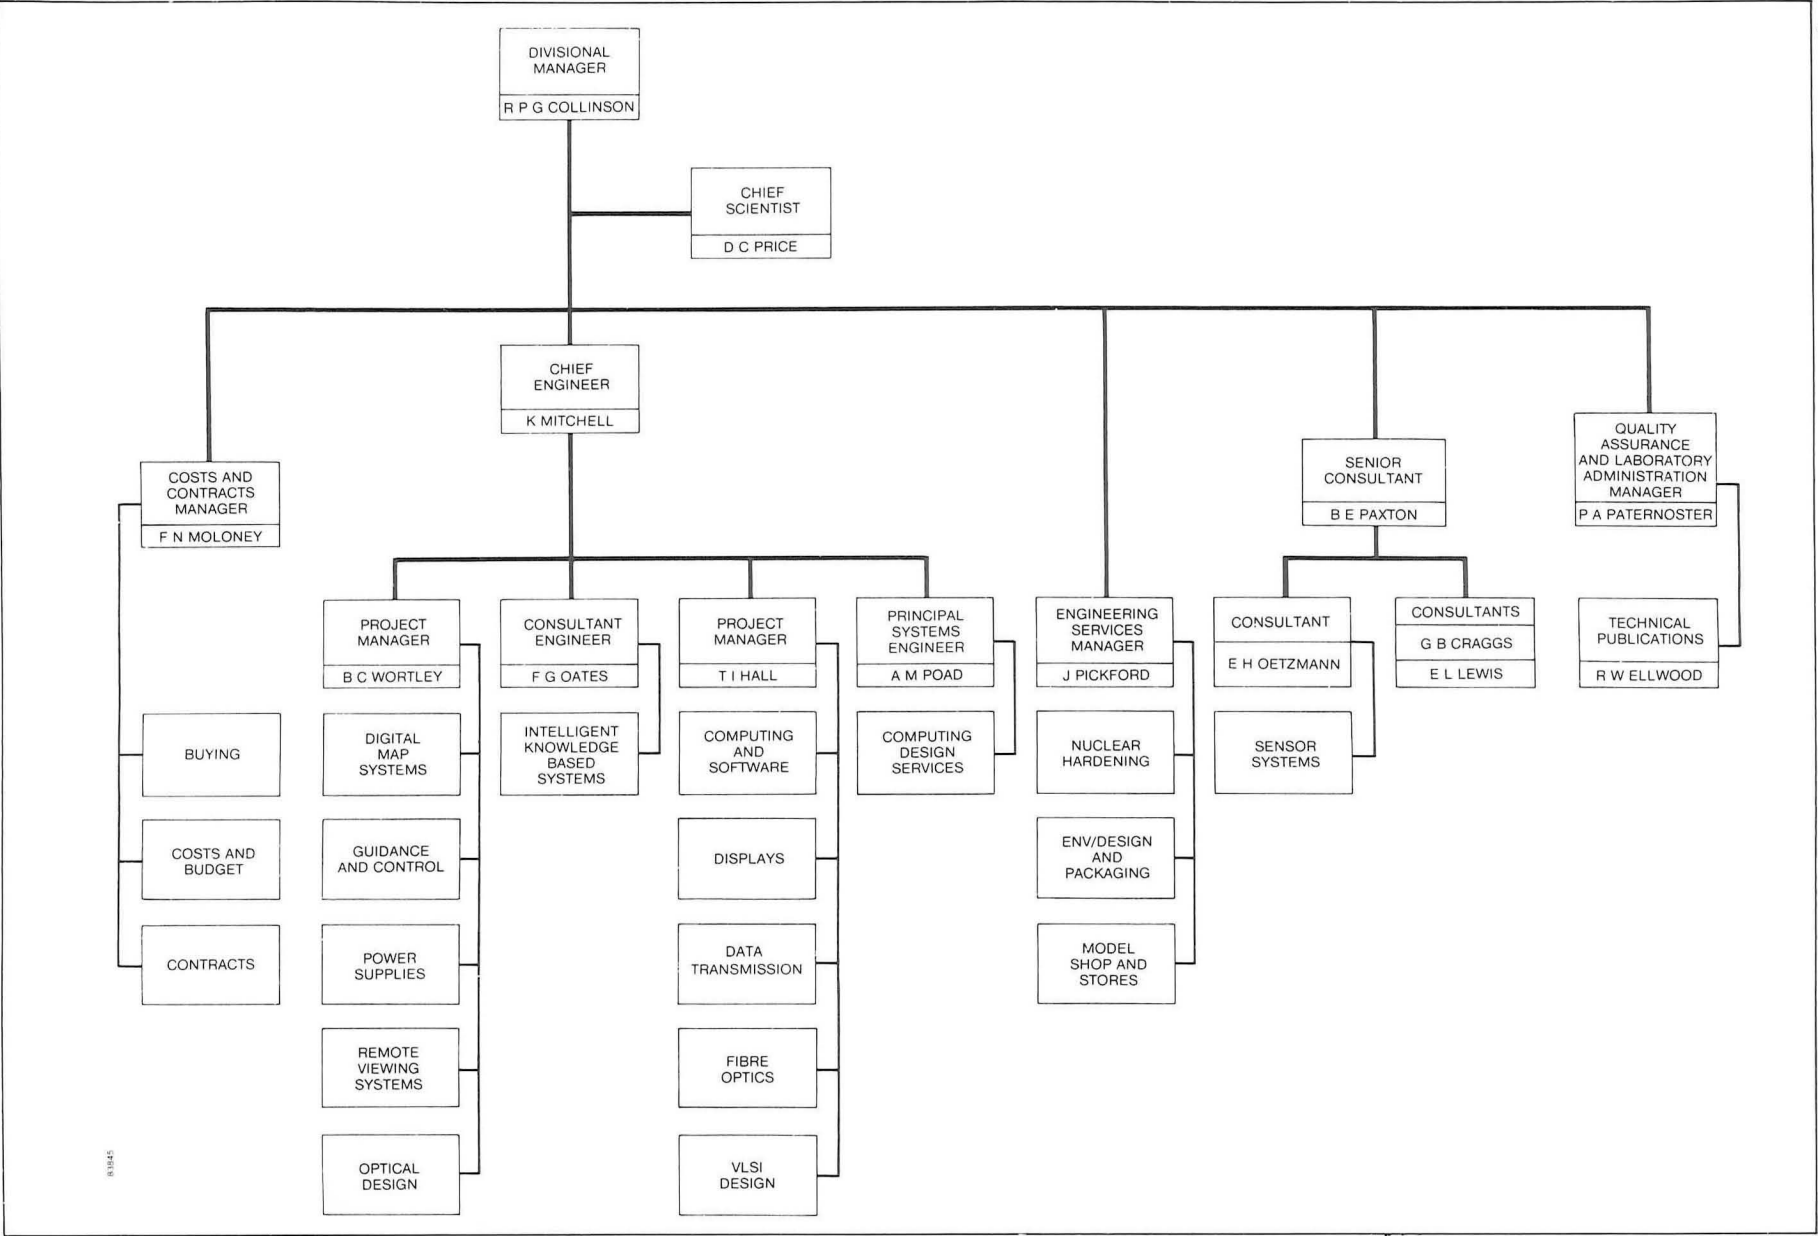 DIVISIONAL
MANAGER
R P G COLLINSON
CHIEF
SCIENTIST
D C PRICE
CHIEF
ENGINEER
K MITCHELL
COSTS AND
CONTRACTS
MANAGER
F N MOLONEY
SENIOR
CONSULTANT
B E PAXTON
QUALITY
ASSURANCE
AND LABORATORY
ADMINISTRATION
MANAGER
P A PATERNOSTER
PROJECT
MANAGER
B C WORTLEY
CONSULTANT
ENGINEER
F G OATES
PROJECT
MANAGER
T I HALL
PRINCIPAL
SYSTEMS
ENGINEER
A M POAD
ENGINEERING
SERVICES
MANAGER
J PICKFORD
CONSULTANT
E H OETZMANN
CONSULTANTS
G B CRAGGS
E L LEWIS
TECHNICAL
PUBLICATIONS
R W ELLWOOD
BUYING
DIGITAL
MAP
SYSTEMS
INTELLIGENT
KNOWLEDGE
BASED
SYSTEMS
COMPUTING
AND
SOFTWARE
COMPUTING
DESIGN
SERVICES
NUCLEAR
HARDENING
SENSOR
SYSTEMS
COSTS AND
BUDGET
GUIDANCE
AND CONTROL
DISPLAYS
ENV/DESIGN
AND
PACKAGING
CONTRACTS
POWER
SUPPLIES
DATA
TRANSMISSION
MODEL
SHOP AND
STORES
REMOTE
VIEWING
SYSTEMS
FIBRE
OPTICS
OPTICAL
DESIGN
VLSI
DESIGN
83845